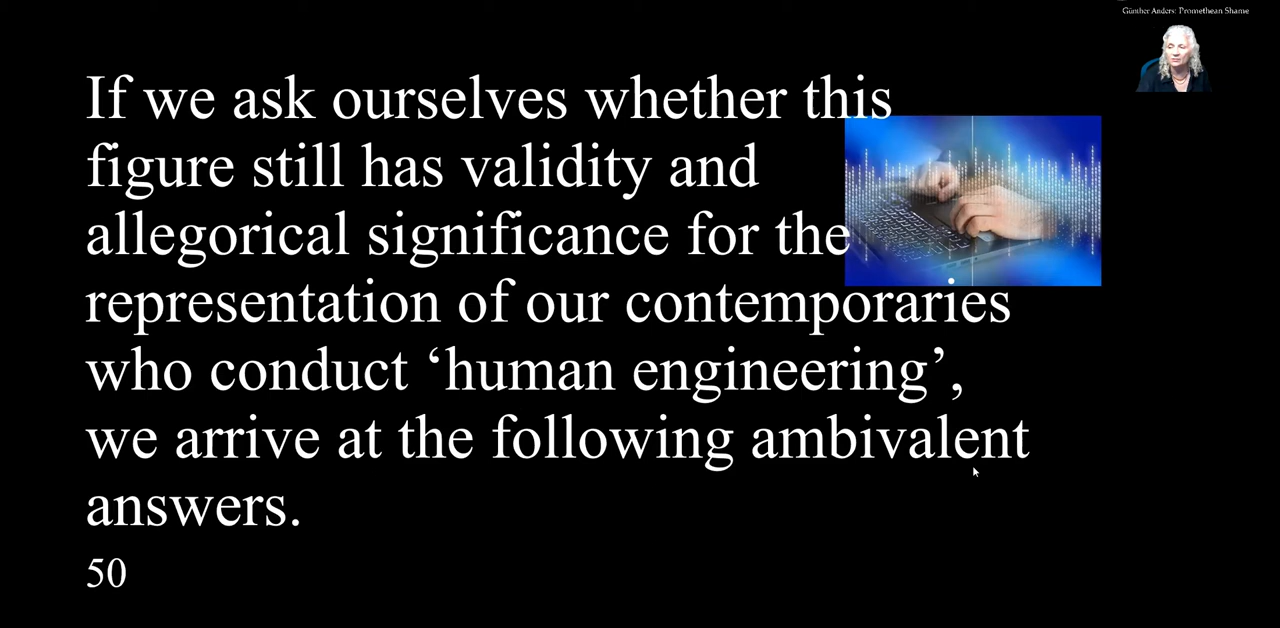 Günther Anders: Promethean Shame
If we ask ourselves whether this
figure still has validity and
allegorical significance for the
representation of our contemporaries
who conduct ‘human engineering’,
we arrive at the following ambivalent
answers.
50